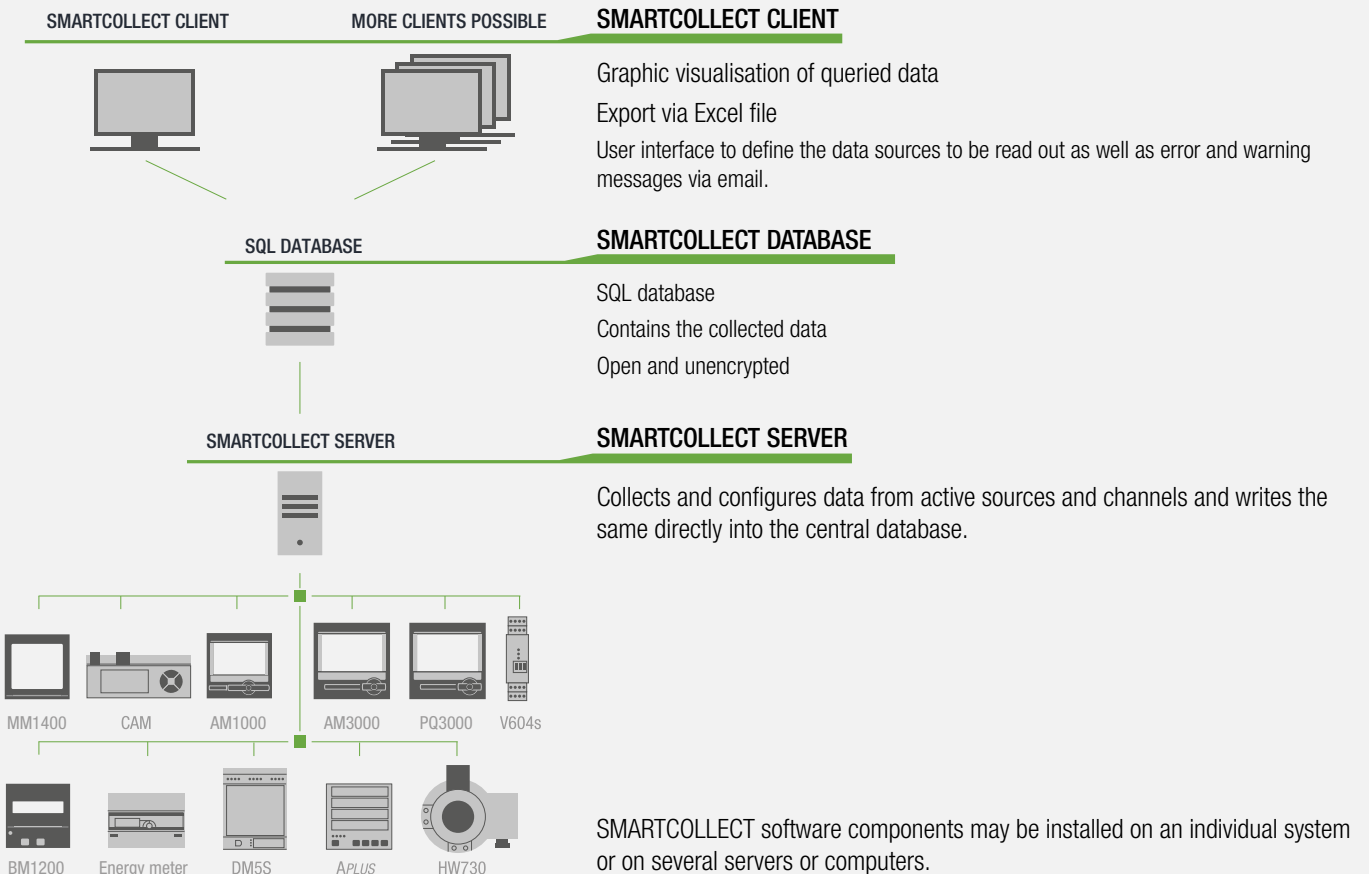 SMARTCOLLECT CLIENT
MORE CLIENTS POSSIBLE
SMARTCOLLECT CLIENT
Graphic visualisation of queried data
Export via Excel file
User interface to define the data sources to be read out as well as error and warning
messages via email.
SQL DATABASE
SMARTCOLLECT DATABASE
SQL database
Contains the collected data
Open and unencrypted
SMARTCOLLECT SERVER
SMARTCOLLECT SERVER
Collects and configures data from active sources and channels and writes the
same directly into the central database.
MM1400
CAM
AM1000
AM3000
PQ3000
V604s
BM1200
Energy meter
DM5S
APLUS
HW730
SMARTCOLLECT software components may be installed on an individual system
or on several servers or computers.